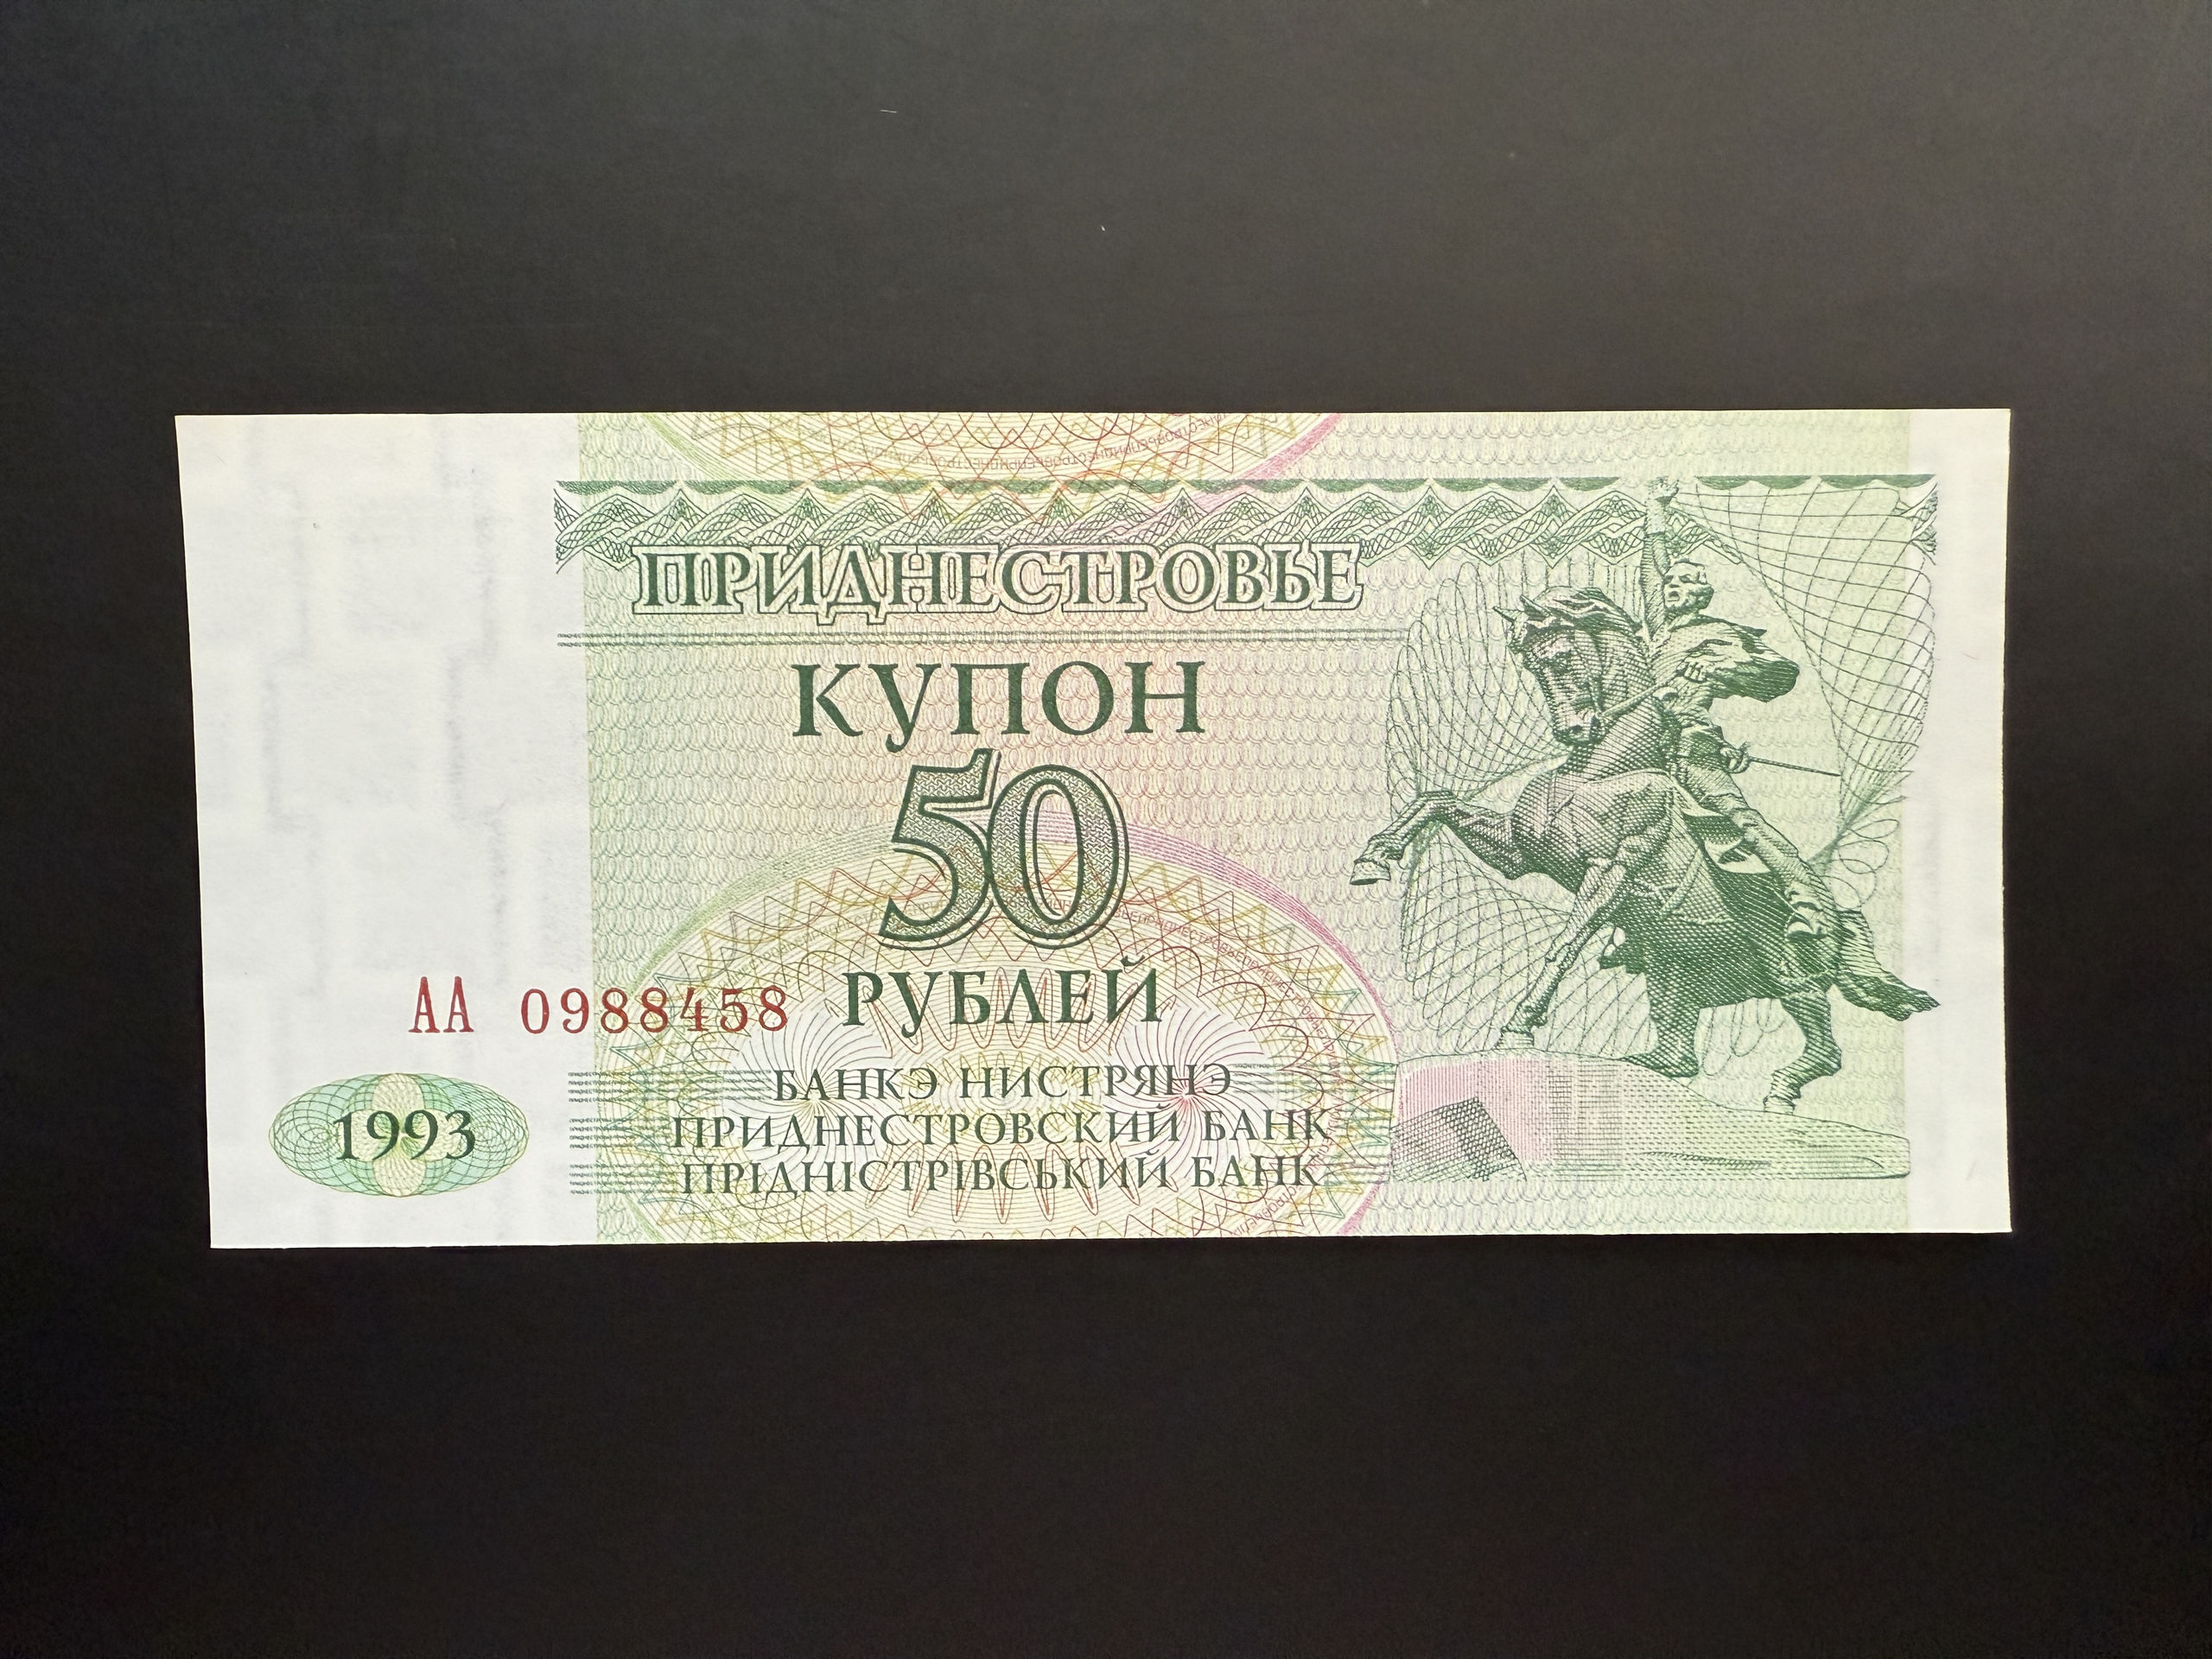 ПРИДНЕСТРОВЬЕ
КУПОН
50
РУБЛЕЙ
АА 0988458
1993
БАНКЭ НИСТРЯНЭ
ПРИДНЕСТРОВСКИЙ БАНК
ПРІДНІСТРІВСЬКИЙ БАНК